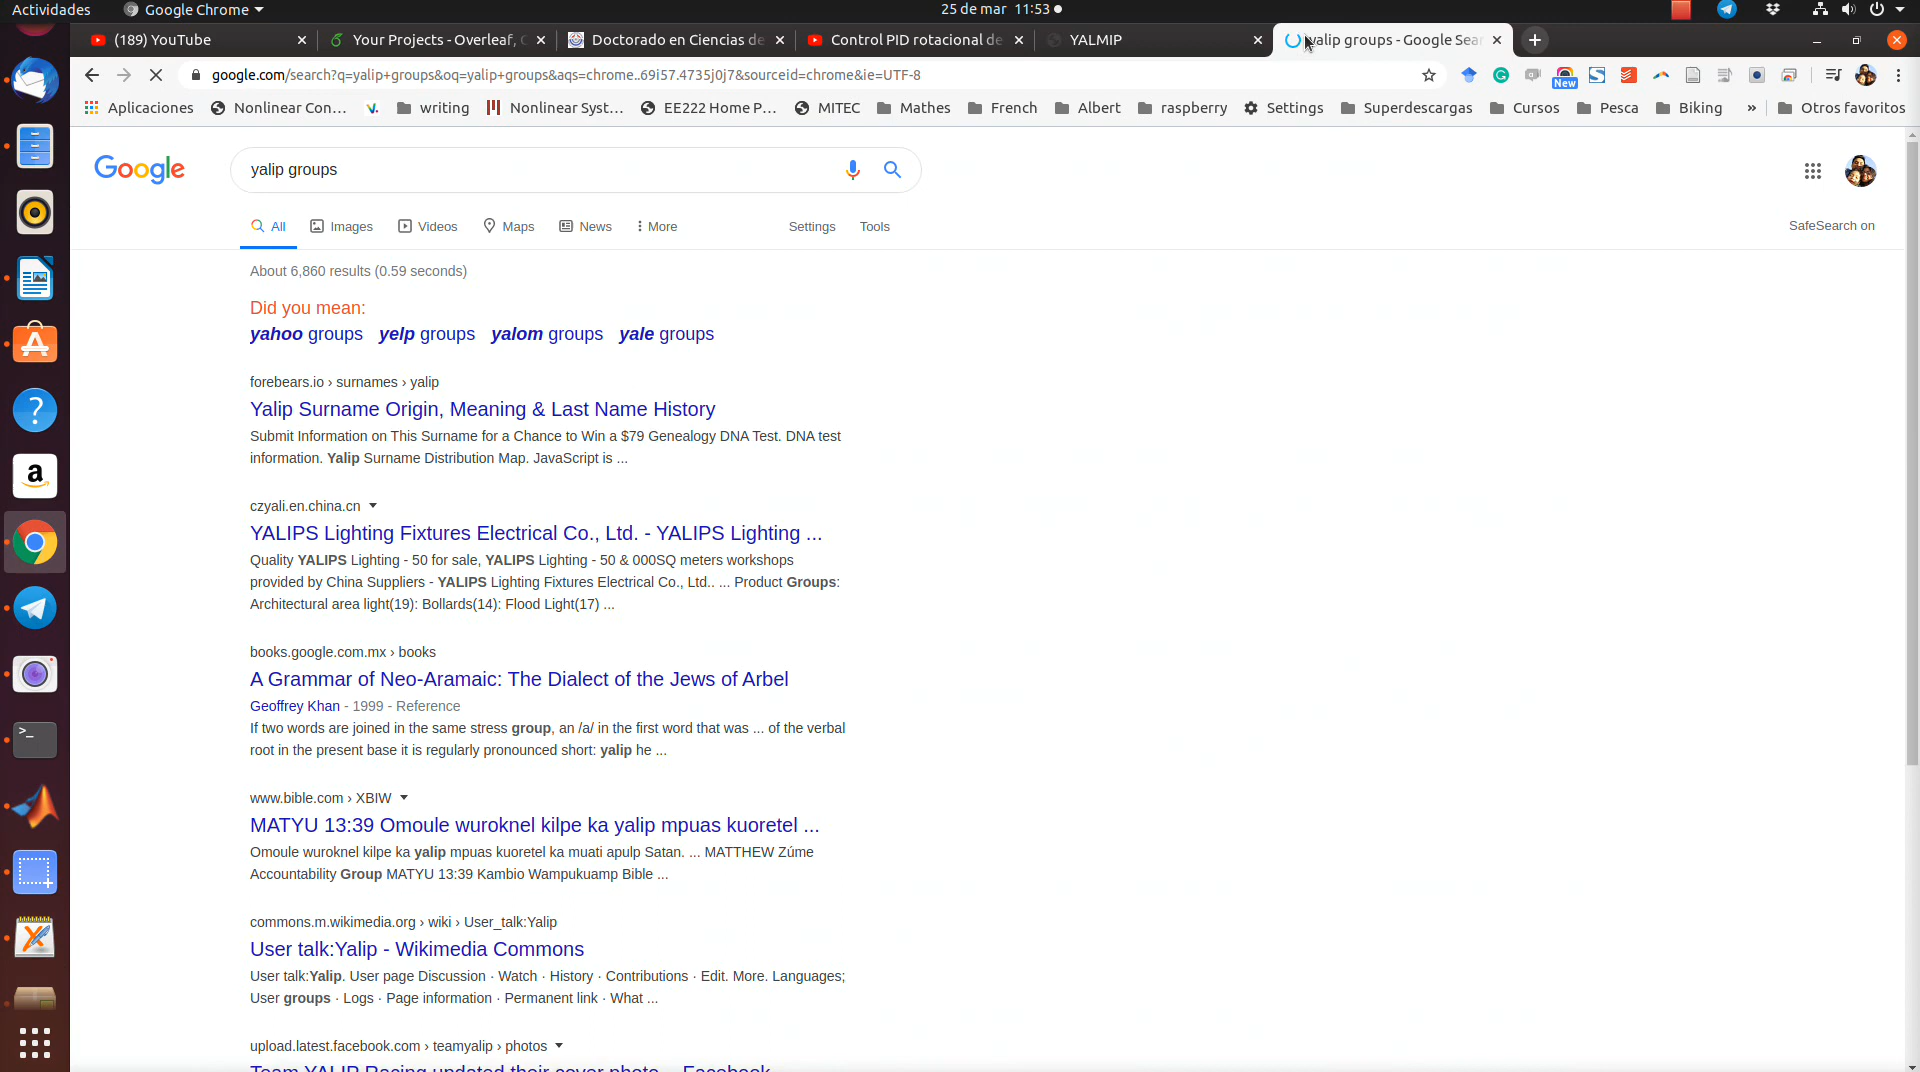 Actividades
Google Chrome
25 de mar 11:53
(189) YouTube
Your Projects - Overleaf,
Doctorado en Ciencias de
Control PID rotacional de
YALMIP
yalip groups - Google Sear
google.com/search?q=yalip+groups&oq=yalip+groups&aqs=chrome..69i57.4735j0j7&sourceid=chrome&ie=UTF-8
New
Aplicaciones
Nonlinear Con…
writing
Nonlinear Syst…
EE222 Home P…
MITEC
Mathes
French
Albert
raspberry
Settings
Superdescargas
Cursos
Pesca
Biking
»
Otros favoritos
Google
yalip groups
All
Images
Videos
Maps
News
More
Settings
Tools
SafeSearch on
About 6,860 results (0.59 seconds)
Did you mean:
yahoo groups yelp groups yalom groups yale groups
forebears.io › surnames › yalip
Yalip Surname Origin, Meaning & Last Name History
Submit Information on This Surname for a Chance to Win a $79 Genealogy DNA Test. DNA test
information. Yalip Surname Distribution Map. JavaScript is ...
czyali.en.china.cn
YALIPS Lighting Fixtures Electrical Co., Ltd. - YALIPS Lighting ...
Quality YALIPS Lighting - 50 for sale, YALIPS Lighting - 50 & 000SQ meters workshops
provided by China Suppliers - YALIPS Lighting Fixtures Electrical Co., Ltd.. ... Product Groups:
Architectural area light(19): Bollards(14): Flood Light(17) ...
books.google.com.mx › books
A Grammar of Neo-Aramaic: The Dialect of the Jews of Arbel
Geoffrey Khan - 1999 - Reference
If two words are joined in the same stress group, an /a/ in the first word that was ... of the verbal
root in the present base it is regularly pronounced short: yalip he ...
www.bible.com › XBIW
MATYU 13:39 Omoule wuroknel kilpe ka yalip mpuas kuoretel ...
Omoule wuroknel kilpe ka yalip mpuas kuoretel ka muati apulp Satan. ... MATTHEW Zúme
Accountability Group MATYU 13:39 Kambio Wampukuamp Bible ...
commons.m.wikimedia.org › wiki › User_talk:Yalip
User talk:Yalip - Wikimedia Commons
User talk:Yalip. User page Discussion · Watch · History · Contributions · Edit. More. Languages;
User groups · Logs · Page information · Permanent link · What ...
upload.latest.facebook.com › teamyalip › photos
Team YALIP Racing updated their cover photo ... Facebook